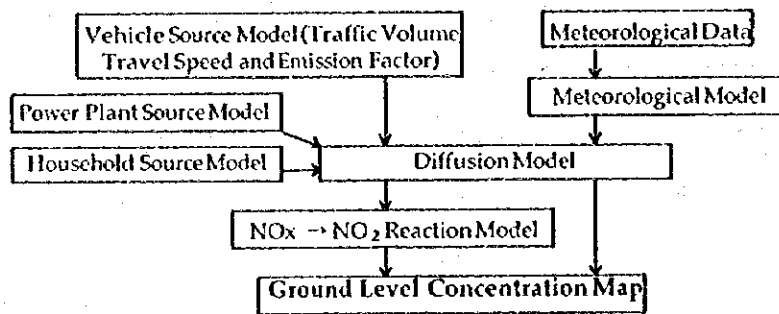 Vehicle Source Model (Traffic Volume,
Travel Speed and Emission Factor)
Meteorological Data
Meteorological Model
Power Plant Source Model
Household Source Model
Diffusion Model
NOx → NO₂ Reaction Model
Ground Level Concentration Map